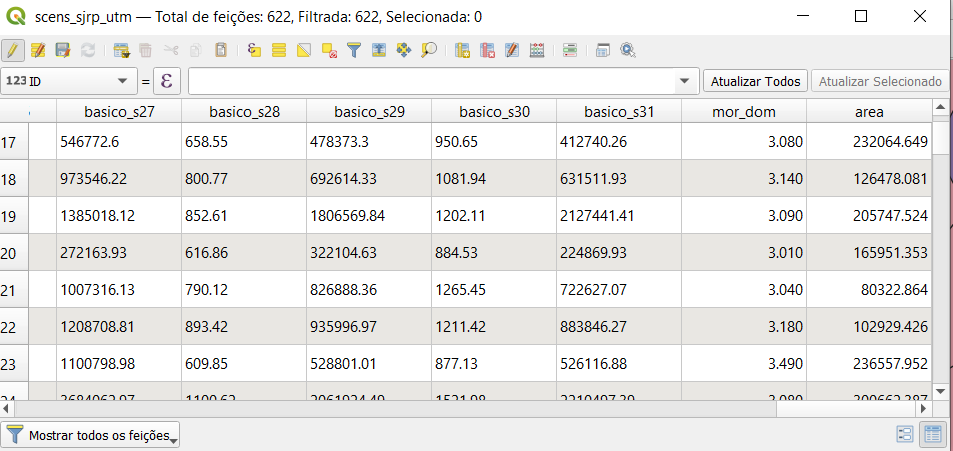 scens_sjrp_utm — Total de feições: 622, Filtrada: 622, Selecionada: 0
123 ID = ε Atualizar Todos Atualizar Selecionado
basico_s27 basico_s28 basico_s29 basico_s30 basico_s31 mor_dom area
17 546772.6 658.55 478373.3 950.65 412740.26 3.080 232064.649
18 973546.22 800.77 692614.33 1081.94 631511.93 3.140 126478.081
19 1385018.12 852.61 1806569.84 1202.11 2127441.41 3.090 205747.524
20 272163.93 616.86 322104.63 884.53 224869.93 3.010 165951.353
21 1007316.13 790.12 826888.36 1265.45 722627.07 3.040 80322.864
22 1208708.81 893.42 935996.97 1211.42 883846.27 3.180 102929.426
23 1100798.98 609.85 528801.01 877.13 526116.88 3.490 236557.952
Mostrar todos os feições